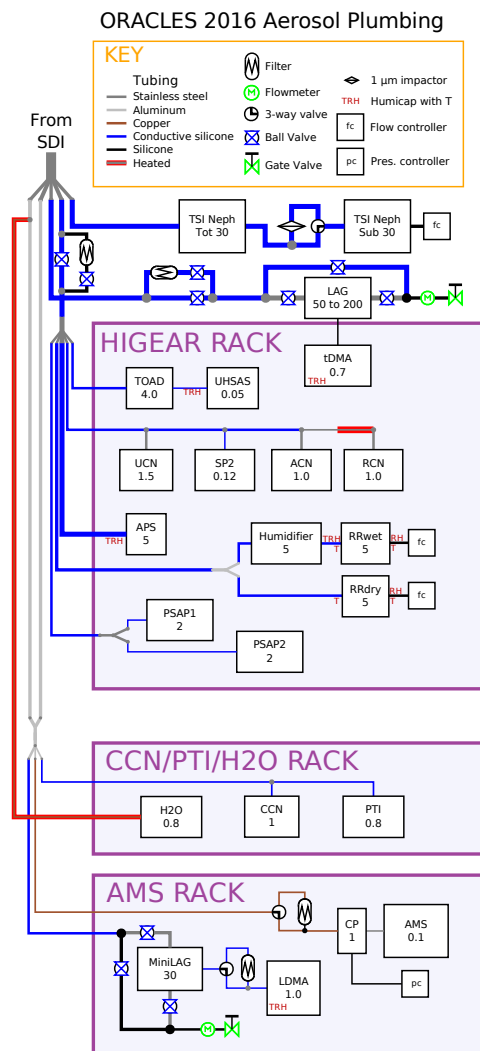 ORACLES 2016 Aerosol Plumbing
KEY
Tubing
Stainless steel
Aluminum
Copper
Conductive silicone
Silicone
Heated
Filter
M Flowmeter
3-way valve
Ball Valve
Gate Valve
1 µm impactor
TRH Humicap with T
fc Flow controller
pc Pres. controller
From
SDI
TSI Neph
Tot 30
TSI Neph
Sub 30
fc
LAG
50 to 200
M
HIGEAR RACK
tDMA
0.7
TRH
TOAD
4.0
TRH
UHSAS
0.05
UCN
1.5
SP2
0.12
ACN
1.0
RCN
1.0
APS
5
TRH
Humidifier
5
TRH
T
RRwet
5
RH
T
fc
T
RRdry
5
RH
T
fc
PSAP1
2
PSAP2
2
CCN/PTI/H2O RACK
H2O
0.8
CCN
1
PTI
0.8
AMS RACK
CP
1
AMS
0.1
pc
MiniLAG
30
LDMA
1.0
TRH
M